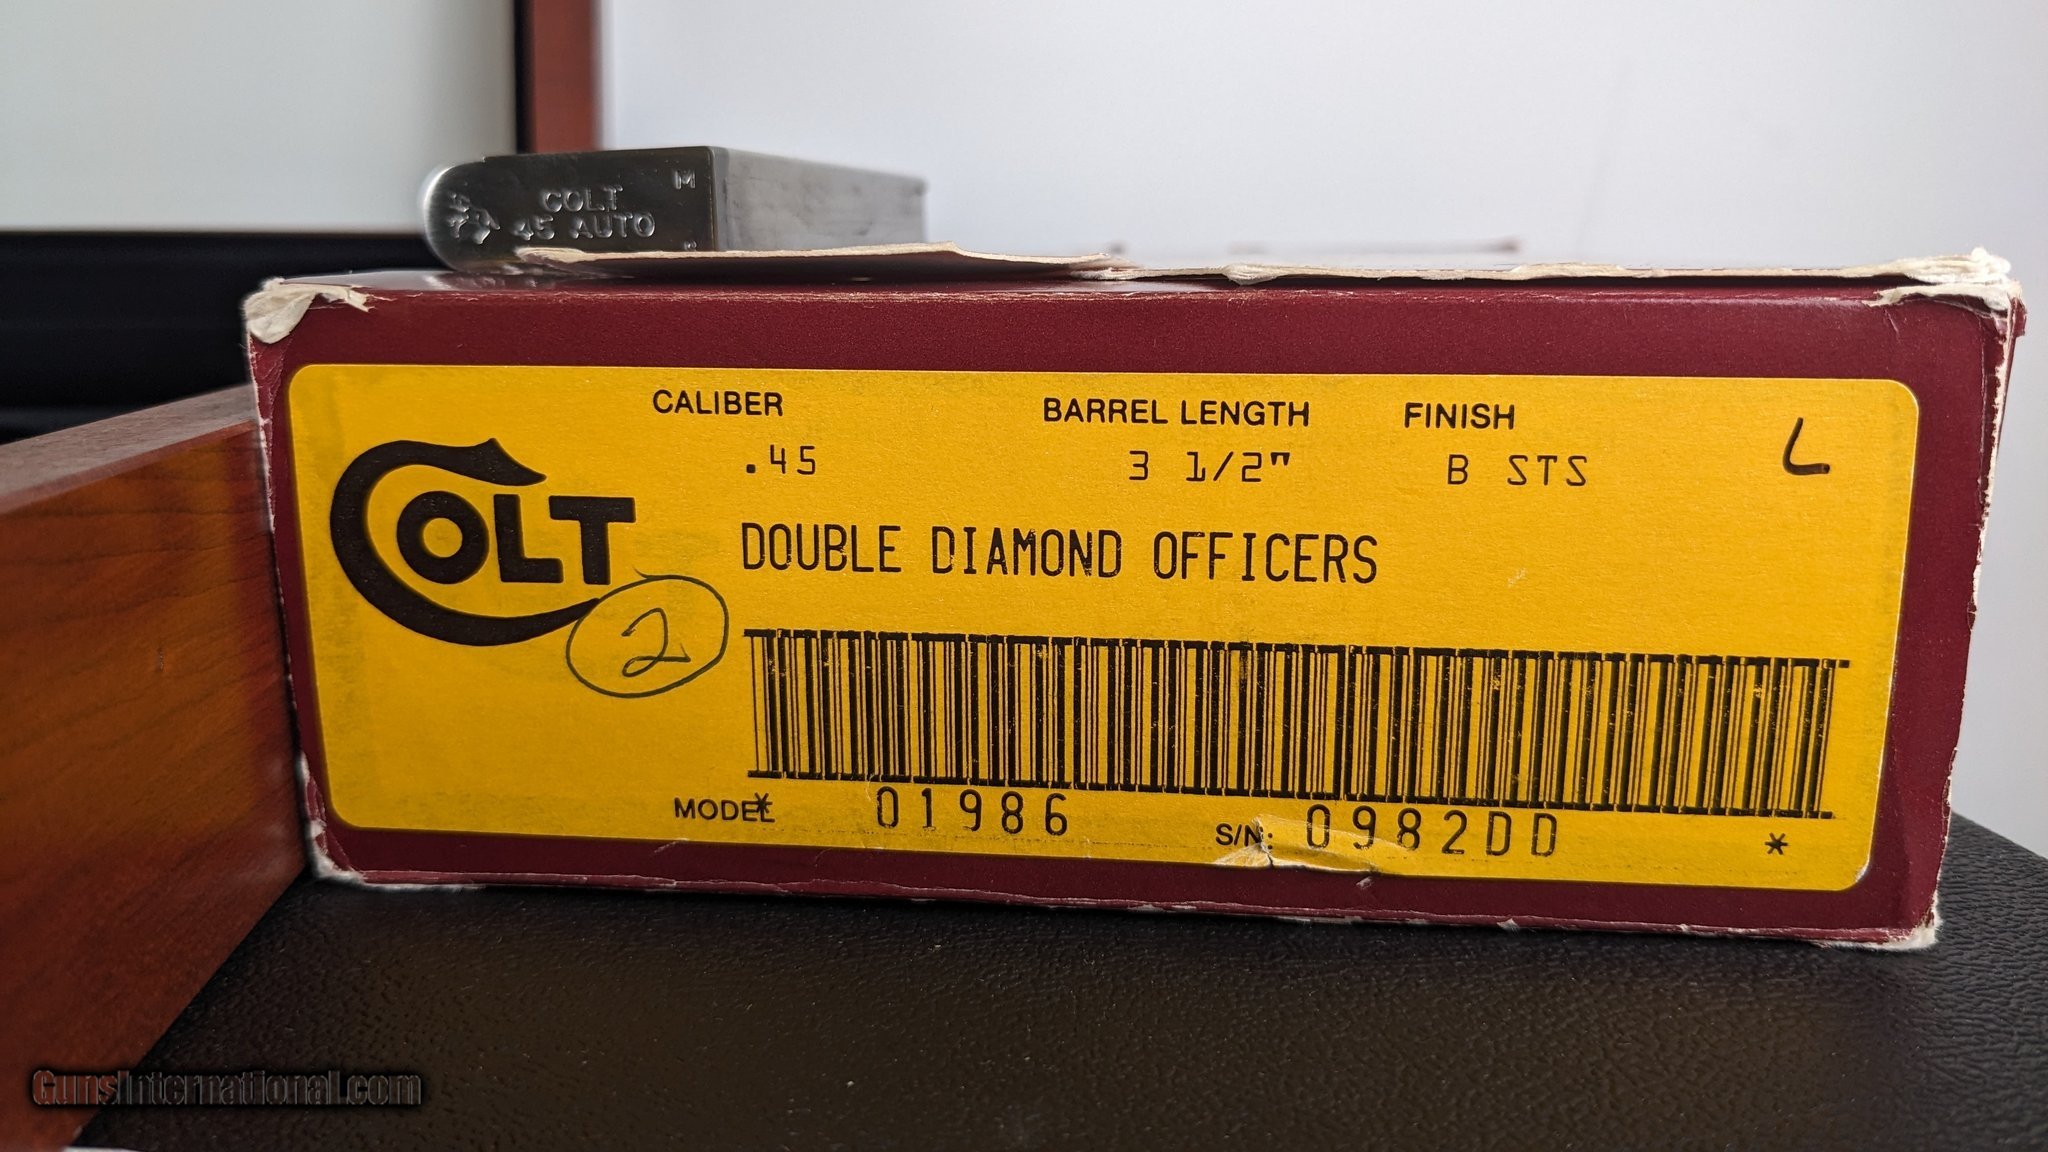 COLT M
45 AUTO
CALIBER BARREL LENGTH FINISH
.45 3 1/2" B STS L
COLT
DOUBLE DIAMOND OFFICERS
2
MODEL* 01986 S/N: 0982DD *
GunsInternational.com